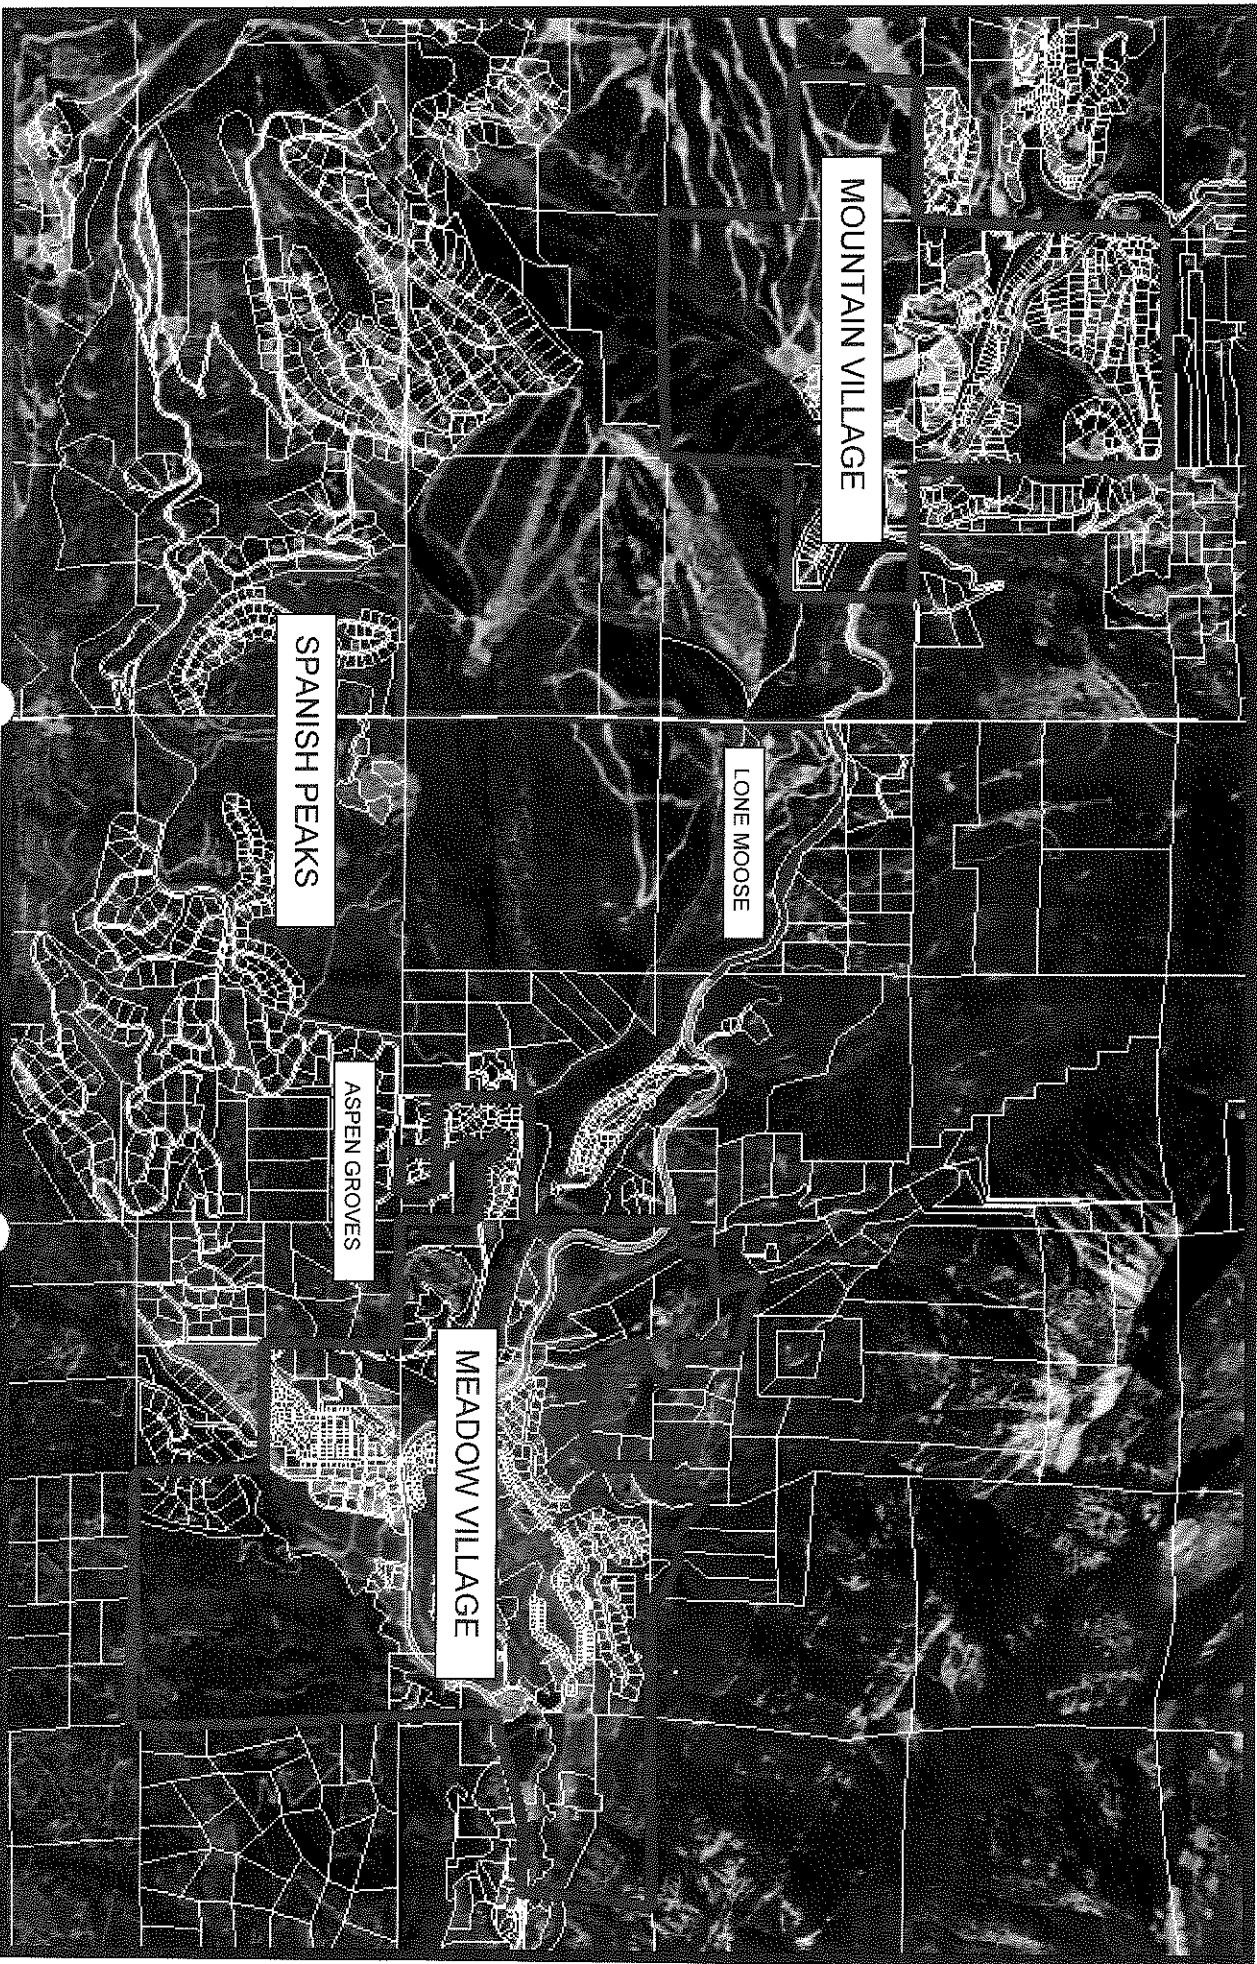 MOUNTAIN VILLAGE
LONE MOOSE
SPANISH PEAKS
ASPEN GROVES
MEADOW VILLAGE